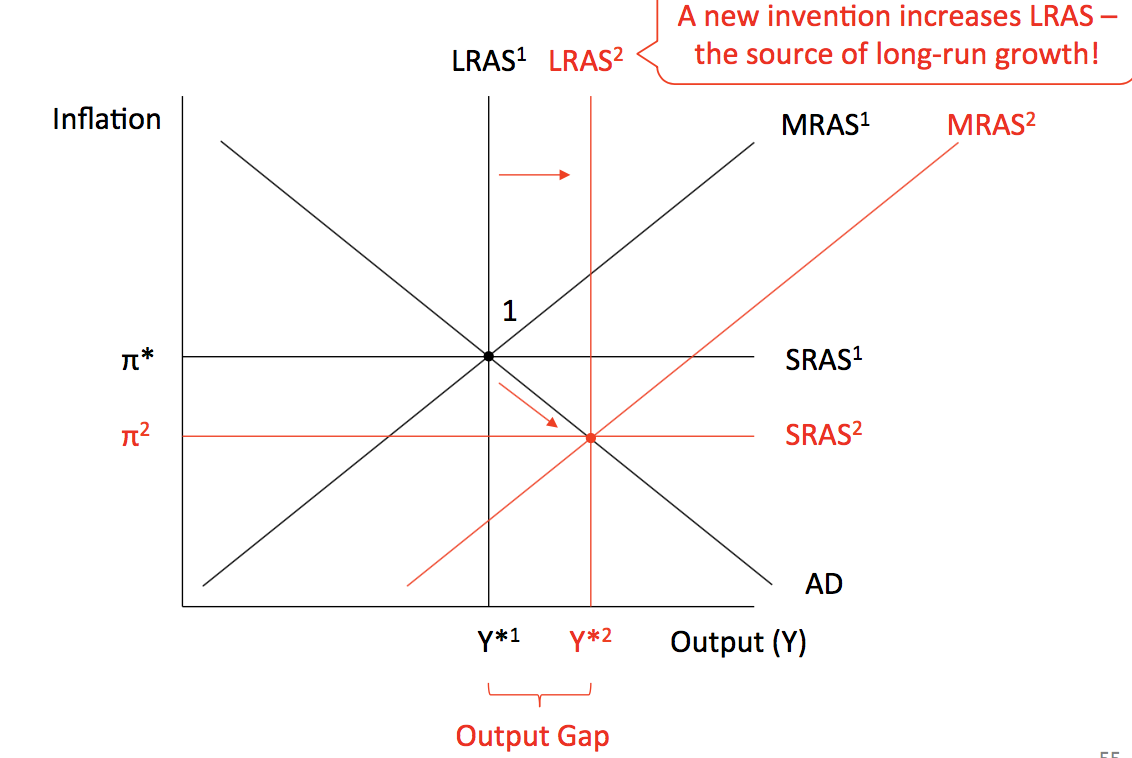 A new invention increases LRAS –
the source of long-run growth!
LRAS¹ LRAS²
Inflation
MRAS¹ MRAS²
1
π* SRAS¹
π² SRAS²
AD
Y*¹ Y*² Output (Y)
Output Gap